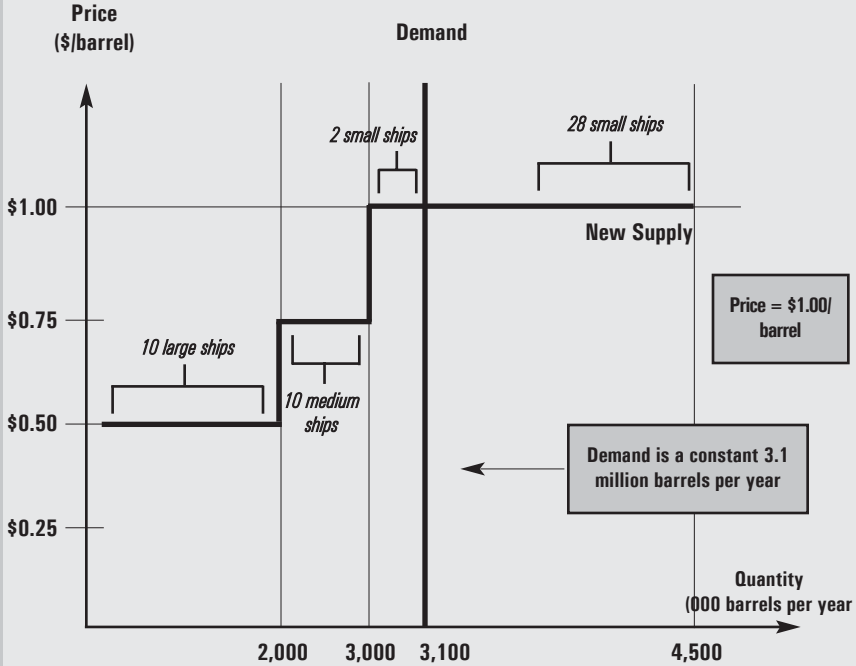 Price
($/barrel)
Demand
2 small ships
28 small ships
$1.00
New Supply
Price = $1.00/
barrel
$0.75
10 large ships
10 medium
ships
$0.50
Demand is a constant 3.1
million barrels per year
$0.25
Quantity
(000 barrels per year
2,000
3,000
3,100
4,500